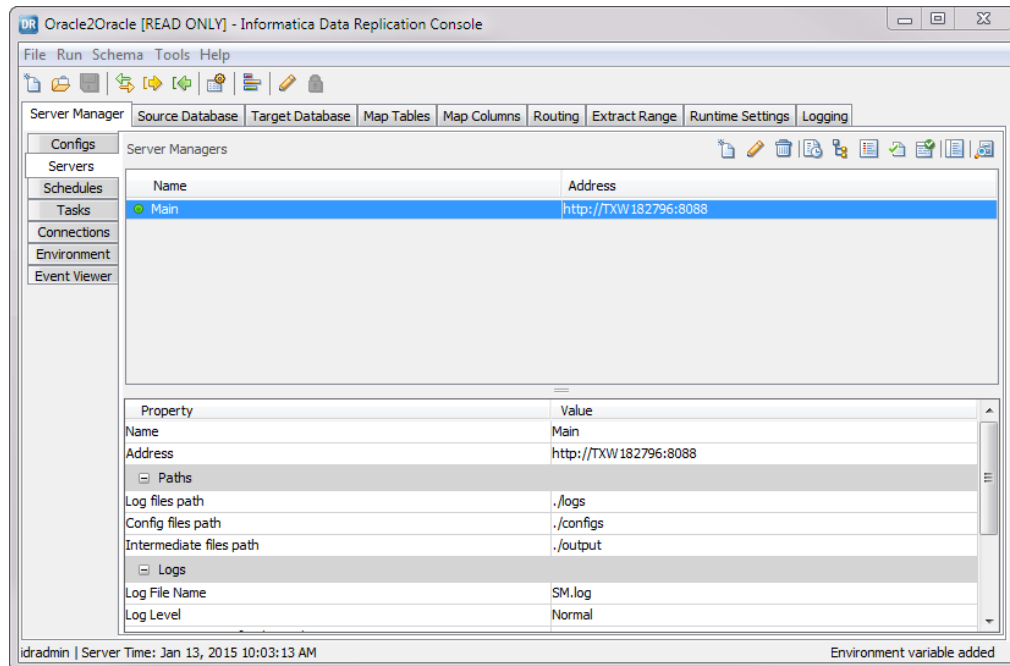 DR Oracle2Oracle [READ ONLY] - Informatica Data Replication Console
File Run Schema Tools Help
Server Manager Source Database Target Database Map Tables Map Columns Routing Extract Range Runtime Settings Logging
Configs
Servers
Schedules
Tasks
Connections
Environment
Event Viewer
Server Managers
Name Address
Main http://TXW182796:8088
Property Value
Name Main
Address http://TXW182796:8088
Paths
Log files path ./logs
Config files path ./configs
Intermediate files path ./output
Logs
Log File Name SM.log
Log Level Normal
idradmin | Server Time: Jan 13, 2015 10:03:13 AM Environment variable added